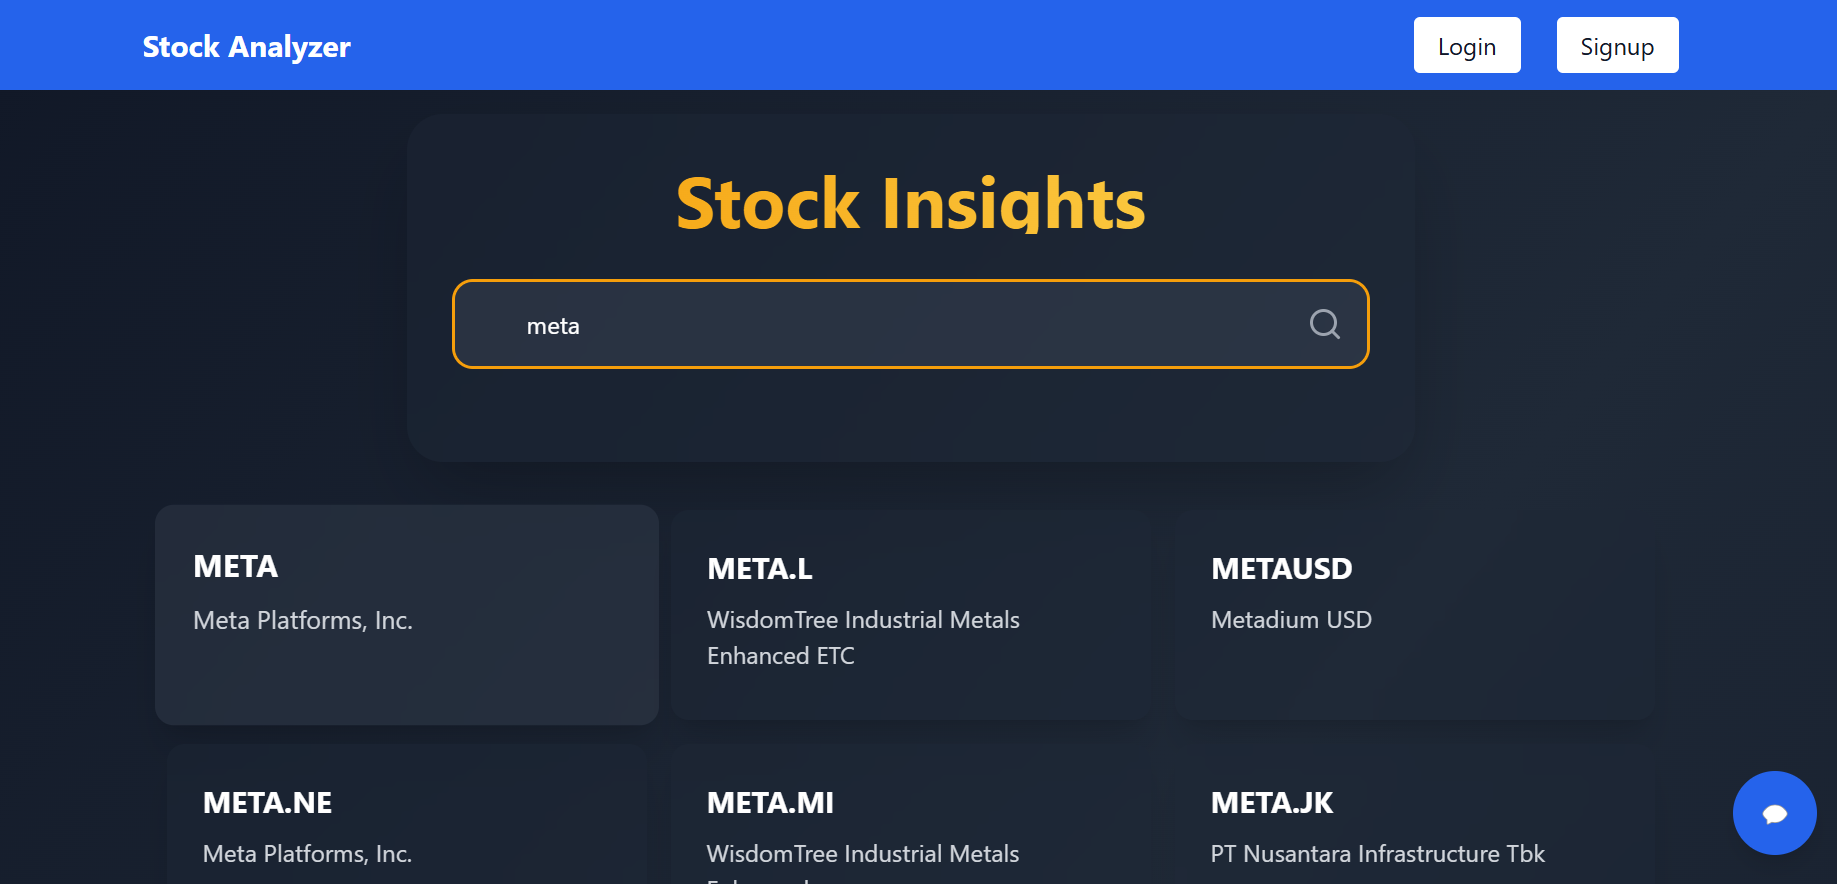 Stock Analyzer
Login
Signup
Stock Insights
meta
META
Meta Platforms, Inc.
META.L
WisdomTree Industrial Metals
Enhanced ETC
METAUSD
Metadium USD
META.NE
Meta Platforms, Inc.
META.MI
WisdomTree Industrial Metals
META.JK
PT Nusantara Infrastructure Tbk